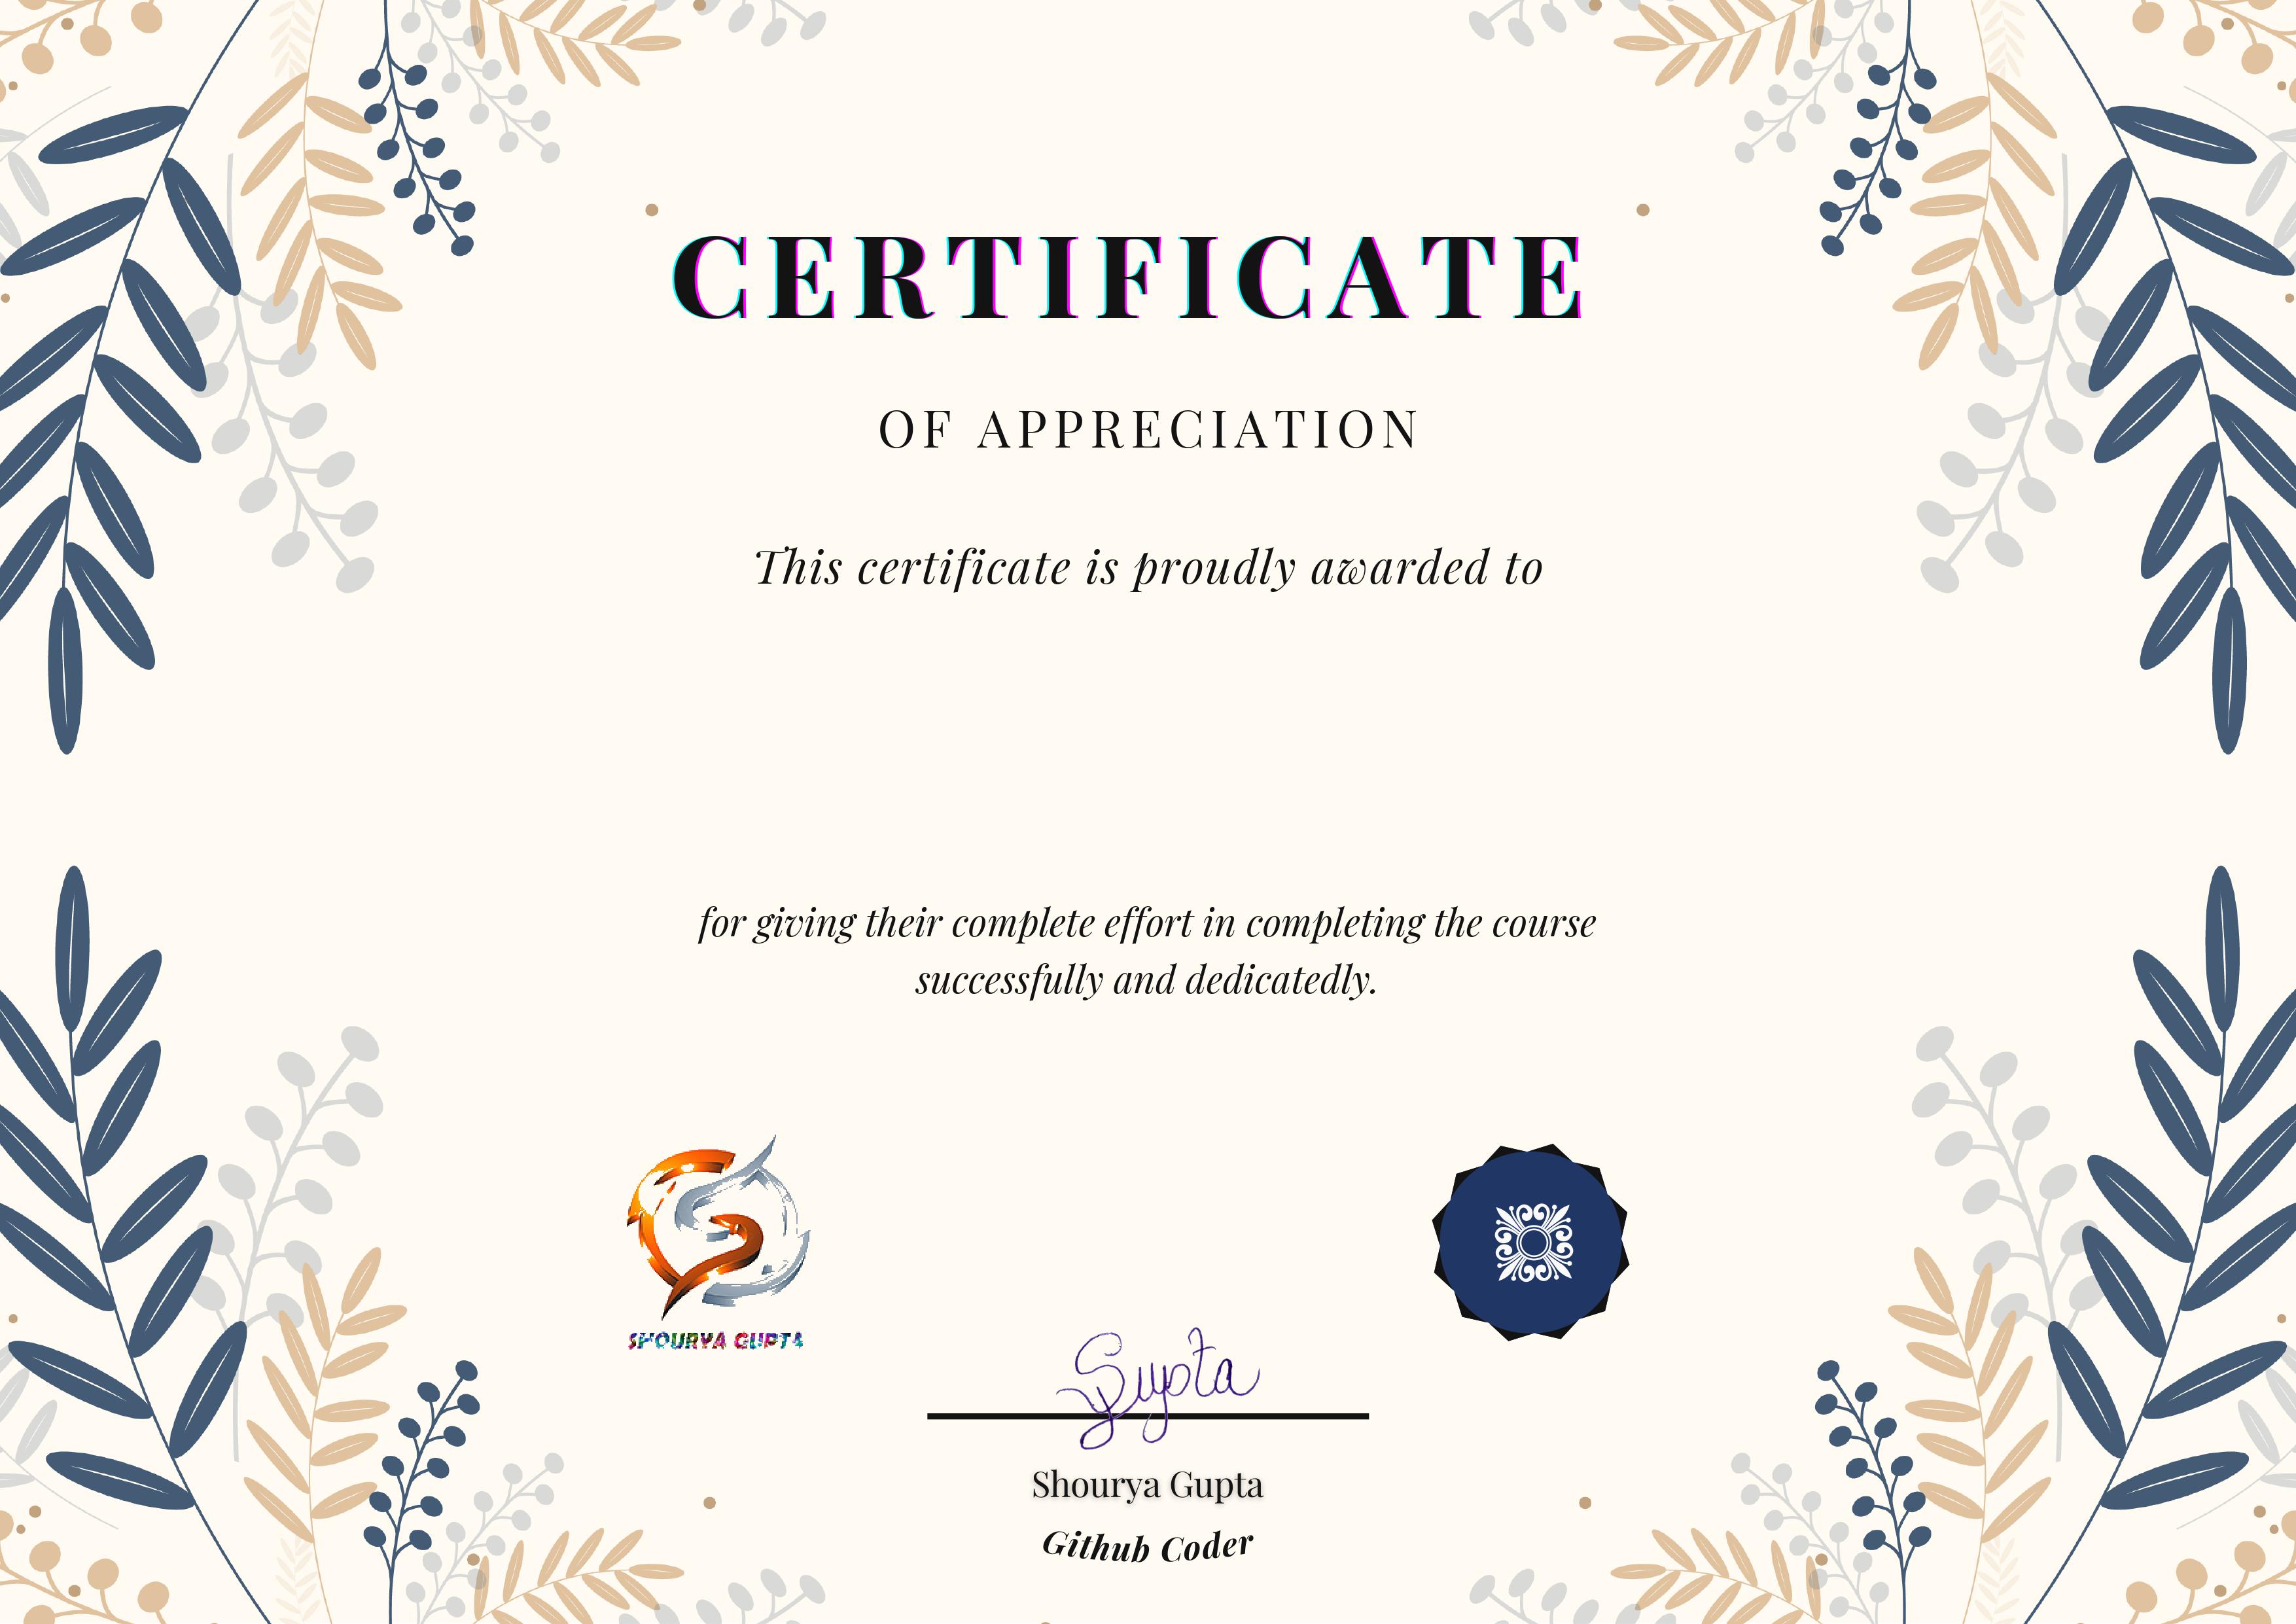 CERTIFICATE
OF APPRECIATION
This certificate is proudly awarded to
for giving their complete effort in completing the course
successfully and dedicatedly.
SHOURYA GUPTA
Gupta
Shourya Gupta
Github Coder